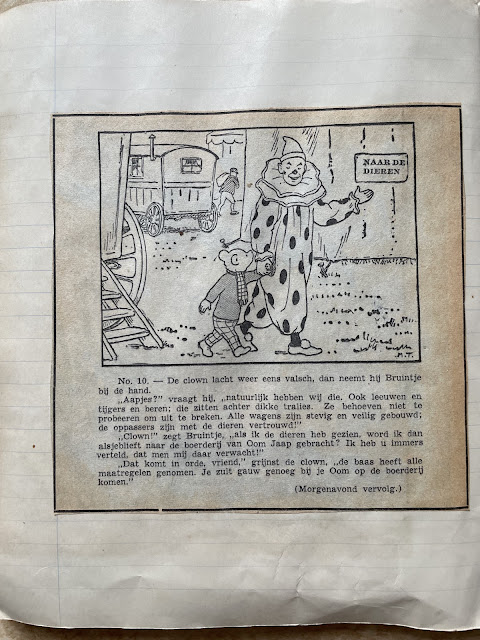 NAAR DE
DIEREN
M.T.
No. 10. — De clown lacht weer eens valsch, dan neemt hij Bruintje
bij de hand.
„Aapjes?” vraagt hij, „natuurlijk hebben wij die. Ook leeuwen en
tijgers en beren; die zitten achter dikke tralies. Ze behoeven niet te
probeeren om uit te breken. Alle wagens zijn stevig en veilig gebouwd;
de oppassers zijn met de dieren vertrouwd!”
„Clown!” zegt Bruintje, „als ik de dieren heb gezien, word ik dan
alsjeblieft naar de boerderij van Oom Jaap gebracht? Ik heb u immers
verteld, dat men mij daar verwacht!”
„Dat komt in orde, vriend,” grijnst de clown, „de baas heeft alle
maatregelen genomen. Je zult gauw genoeg bij je Oom op de boerderij
komen.”
(Morgenavond vervolg.)